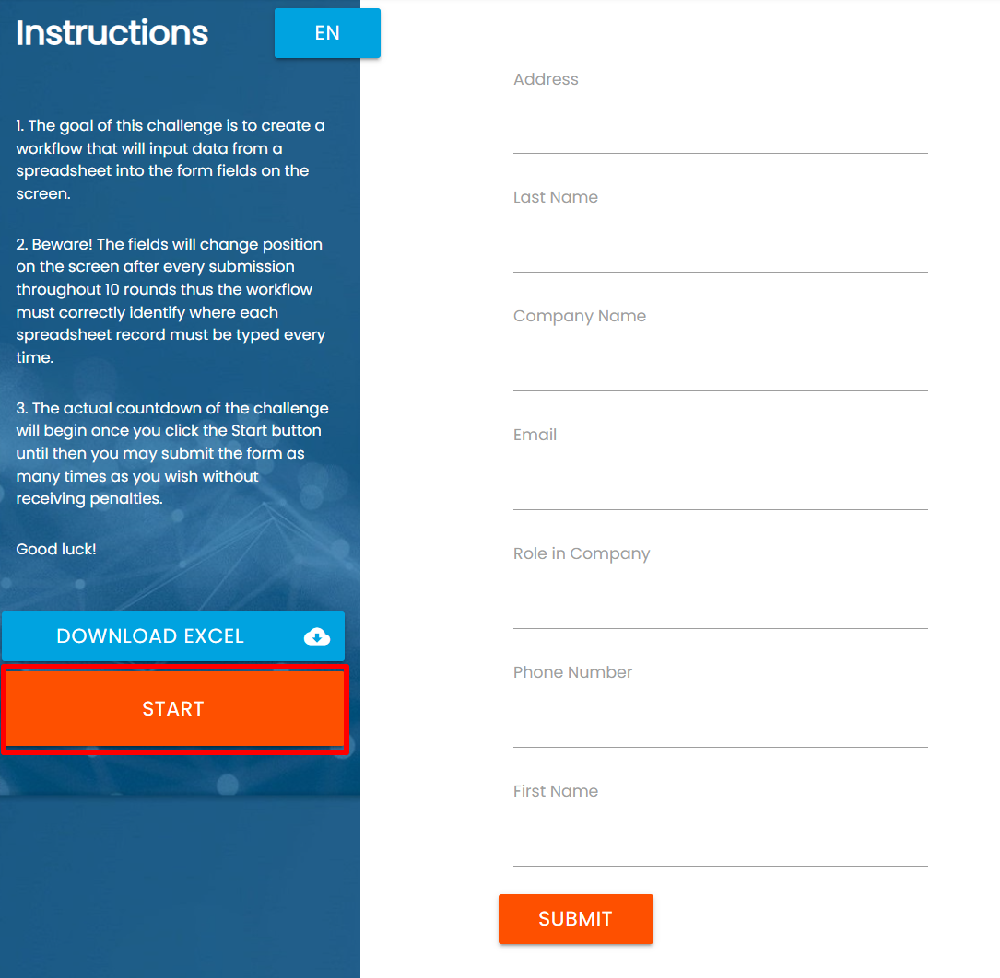 Instructions
EN
1. The goal of this challenge is to create a
workflow that will input data from a
spreadsheet into the form fields on the
screen.
2. Beware! The fields will change position
on the screen after every submission
throughout 10 rounds thus the workflow
must correctly identify where each
spreadsheet record must be typed every
time.
3. The actual countdown of the challenge
will begin once you click the Start button
until then you may submit the form as
many times as you wish without
receiving penalties.
Good luck!
DOWNLOAD EXCEL
START
Address
Last Name
Company Name
Email
Role in Company
Phone Number
First Name
SUBMIT